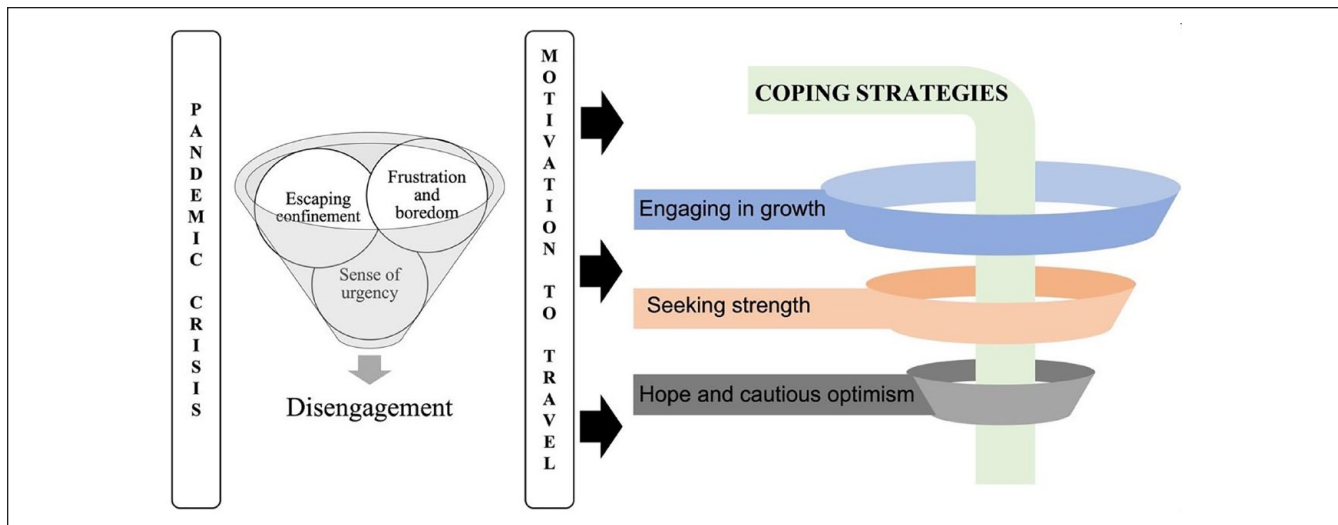 PANDEMIC CRISIS
Escaping
confinement
Frustration
and
boredom
Sense of
urgency
Disengagement
MOTIVATION TO TRAVEL
COPING STRATEGIES
Engaging in growth
Seeking strength
Hope and cautious optimism